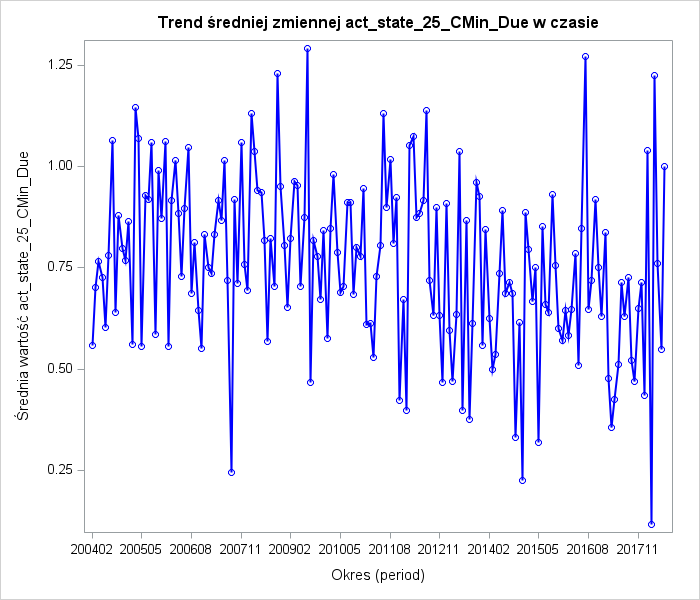 Trend średniej zmiennej act_state_25_CMin_Due w czasie
Średnia wartość act_state_25_CMin_Due
1.25
1.00
0.75
0.50
0.25
200402 200505 200608 200711 200902 201005 201108 201211 201402 201505 201608 201711
Okres (period)